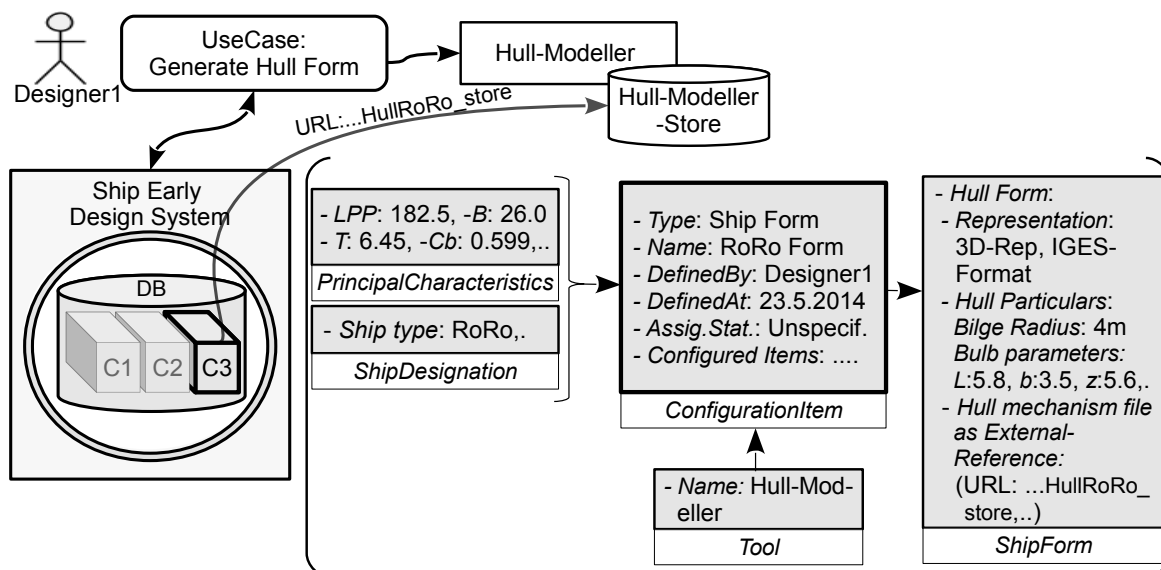 UseCase:
Generate Hull Form
Hull-Modeller
Designer1
Hull-Modeller
-Store
URL:...HullRoRo_store
Ship Early
Design System
DB
C1
C2
C3
- LPP: 182.5, -B: 26.0
- T: 6.45, -Cb: 0.599,..
PrincipalCharacteristics
- Ship type: RoRo,.
ShipDesignation
- Type: Ship Form
- Name: RoRo Form
- DefinedBy: Designer1
- DefinedAt: 23.5.2014
- Assig.Stat.: Unspecif.
- Configured Items: ....
ConfigurationItem
- Name: Hull-Mod-
eller
Tool
- Hull Form:
- Representation:
3D-Rep, IGES-
Format
- Hull Particulars:
Bilge Radius: 4m
Bulb parameters:
L:5.8, b:3.5, z:5.6,.
- Hull mechanism file
as External-
Reference:
(URL: ...HullRoRo_
store,..)
ShipForm